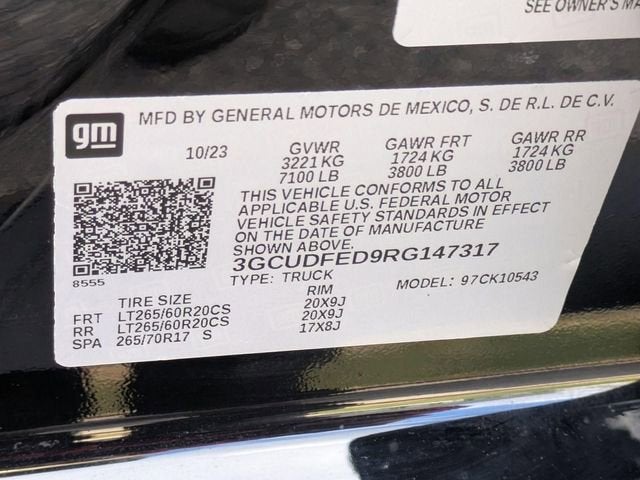 SEE OWNER'S MA
gm
MFD BY GENERAL MOTORS DE MEXICO, S. DE R.L. DE C.V.
10/23 GVWR GAWR FRT GAWR RR
3221 KG 1724 KG 1724 KG
7100 LB 3800 LB 3800 LB
THIS VEHICLE CONFORMS TO ALL
APPLICABLE U.S. FEDERAL MOTOR
VEHICLE SAFETY STANDARDS IN EFFECT
ON THE DATE OF MANUFACTURE
SHOWN ABOVE.
3GCUDFED9RG147317
8555
TYPE: TRUCK MODEL: 97CK10543
TIRE SIZE RIM
FRT LT265/60R20CS 20X9J
RR LT265/60R20CS 20X9J
SPA 265/70R17 S 17X8J